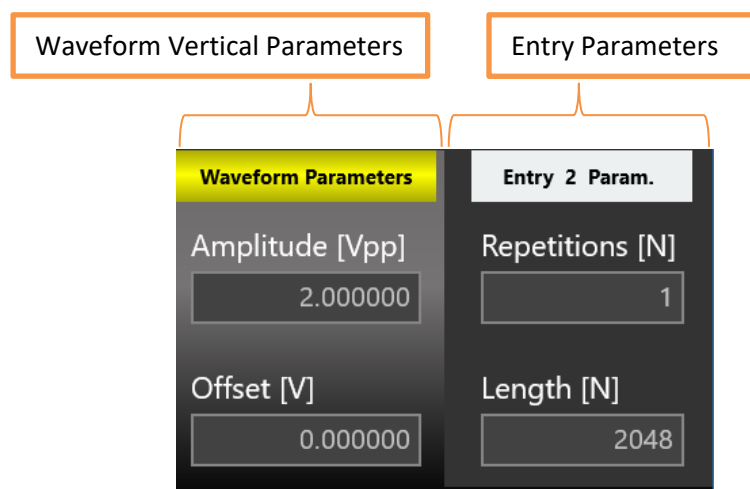 Waveform Vertical Parameters
Entry Parameters
Waveform Parameters
Entry 2 Param.
Amplitude [Vpp]
Repetitions [N]
2.000000
1
Offset [V]
Length [N]
0.000000
2048